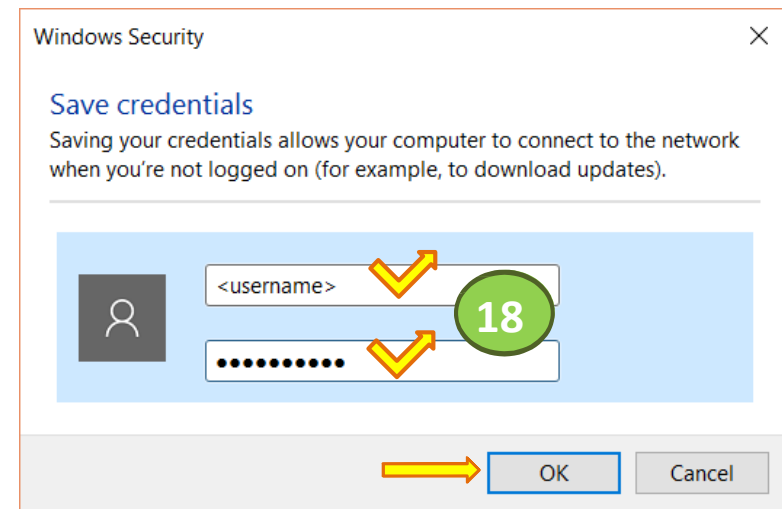 Windows Security
Save credentials
Saving your credentials allows your computer to connect to the network
when you're not logged on (for example, to download updates).
<username>
18
●●●●●●●●●●
OK Cancel